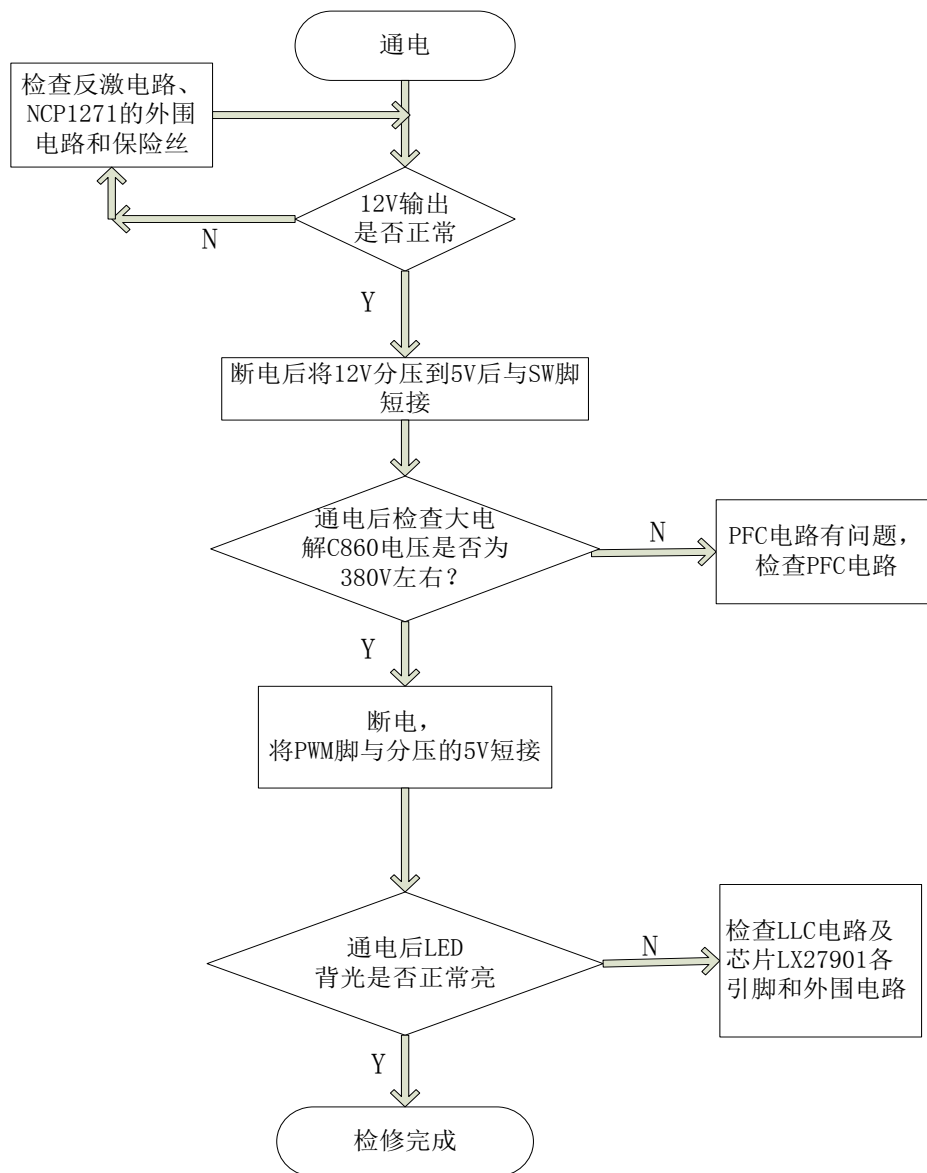 通电
检查反激电路、
NCP1271的外围
电路和保险丝
12V输出
是否正常
N
Y
断电后将12V分压到5V后与SW脚
短接
通电后检查大电
解C860电压是否为
380V左右？
N
PFC电路有问题，
检查PFC电路
Y
断电，
将PWM脚与分压的5V短接
通电后LED
背光是否正常亮
N
检查LLC电路及
芯片LX27901各
引脚和外围电路
Y
检修完成